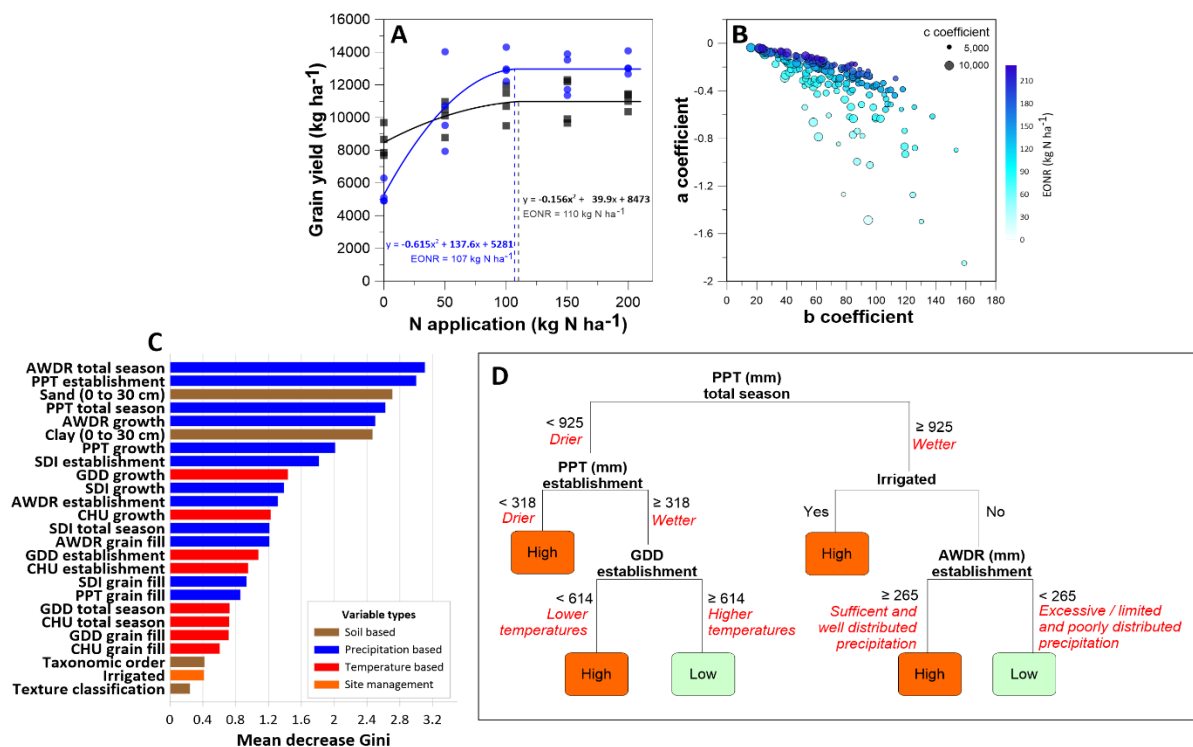 A
Grain yield (kg ha-1)
16000
14000
12000
10000
8000
6000
4000
2000
0
y = -0.156x² + 39.9x + 8473
EONR = 110 kg N ha-1
y = -0.615x² + 137.6x + 5281
EONR = 107 kg N ha-1
0 50 100 150 200
N application (kg N ha-1)
B
a coefficient
0
-0.4
-0.8
-1.2
-1.6
-2
c coefficient
5,000
10,000
0 20 40 60 80 100 120 140 160 180
b coefficient
210
180
150
120
90
60
30
0
EONR (kg N ha-1)
C
AWDR total season
PPT establishment
Sand (0 to 30 cm)
PPT total season
AWDR growth
Clay (0 to 30 cm)
PPT growth
SDI establishment
GDD growth
SDI growth
AWDR establishment
CHU growth
SDI total season
AWDR grain fill
GDD establishment
CHU establishment
SDI grain fill
PPT grain fill
GDD total season
CHU total season
GDD grain fill
CHU grain fill
Taxonomic order
Irrigated
Texture classification
Variable types
Soil based
Precipitation based
Temperature based
Site management
0 0.4 0.8 1.2 1.6 2 2.4 2.8 3.2
Mean decrease Gini
D
PPT (mm)
total season
< 925
Drier
≥ 925
Wetter
PPT (mm)
establishment
Irrigated
< 318
Drier
≥ 318
Wetter
Yes
No
High
GDD
establishment
High
AWDR (mm)
establishment
< 614
Lower
temperatures
≥ 614
Higher
temperatures
≥ 265
Sufficent and
well distributed
precipitation
< 265
Excessive / limited
and poorly distributed
precipitation
High
Low
High
Low